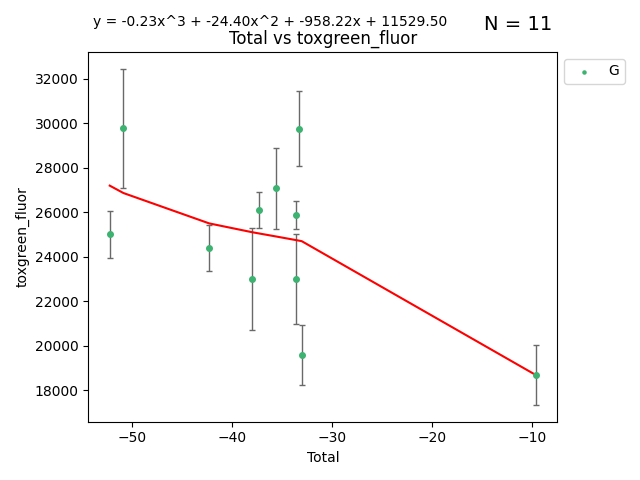 y = -0.23x^3 + -24.40x^2 + -958.22x + 11529.50
N = 11
Total vs toxgreen_fluor
G
32000
30000
28000
26000
24000
22000
20000
18000
toxgreen_fluor
−50 −40 −30 −20 −10
Total